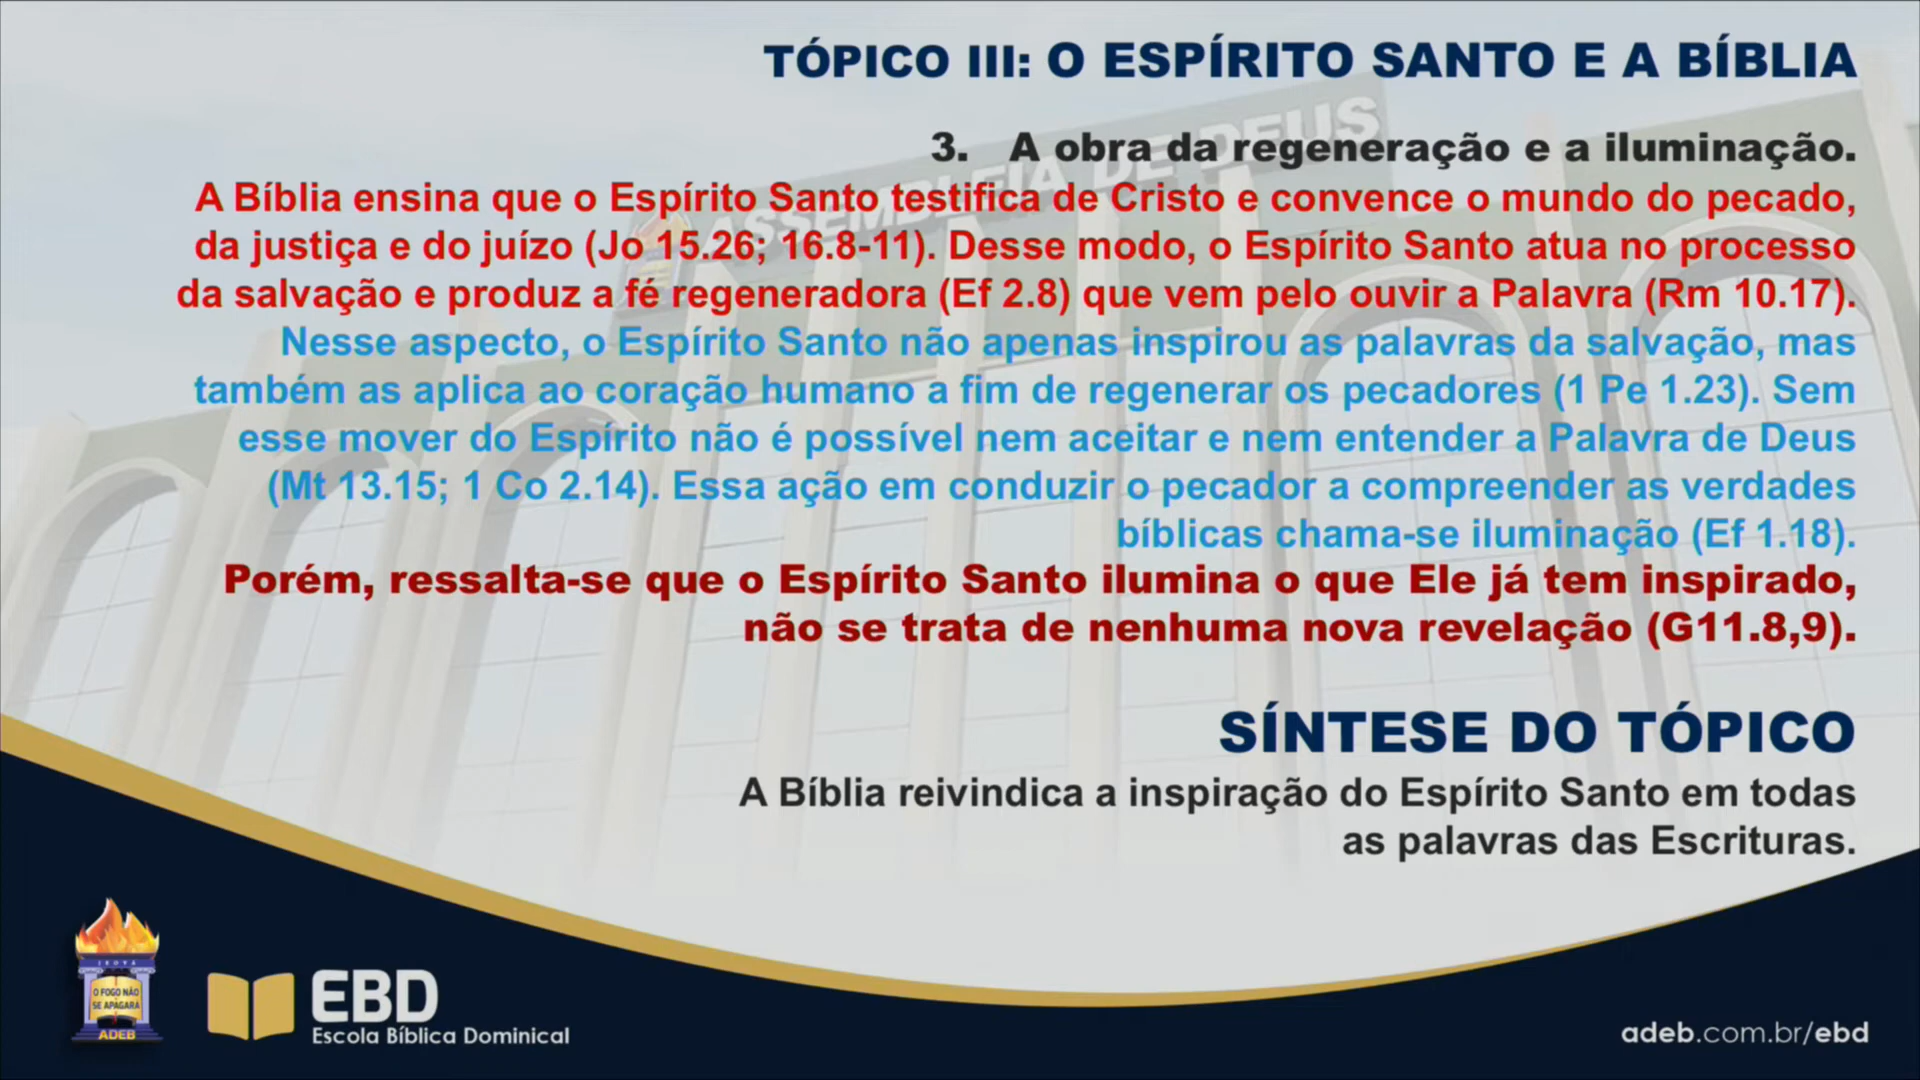 TÓPICO III: O ESPÍRITO SANTO E A BÍBLIA
3. A obra da regeneração e a iluminação.
A Bíblia ensina que o Espírito Santo testifica de Cristo e convence o mundo do pecado,
da justiça e do juízo (Jo 15.26; 16.8-11). Desse modo, o Espírito Santo atua no processo
da salvação e produz a fé regeneradora (Ef 2.8) que vem pelo ouvir a Palavra (Rm 10.17).
Nesse aspecto, o Espírito Santo não apenas inspirou as palavras da salvação, mas
também as aplica ao coração humano a fim de regenerar os pecadores (1 Pe 1.23). Sem
esse mover do Espírito não é possível nem aceitar e nem entender a Palavra de Deus
(Mt 13.15; 1 Co 2.14). Essa ação em conduzir o pecador a compreender as verdades
bíblicas chama-se iluminação (Ef 1.18).
Porém, ressalta-se que o Espírito Santo ilumina o que Ele já tem inspirado,
não se trata de nenhuma nova revelação (G11.8,9).
SÍNTESE DO TÓPICO
A Bíblia reivindica a inspiração do Espírito Santo em todas
as palavras das Escrituras.
ASSEMBLEIA DE DEUS
JEOVÁ
O FOGO NÃO
SE APAGARÁ
ADEB
EBD
Escola Bíblica Dominical
adeb.com.br/ebd